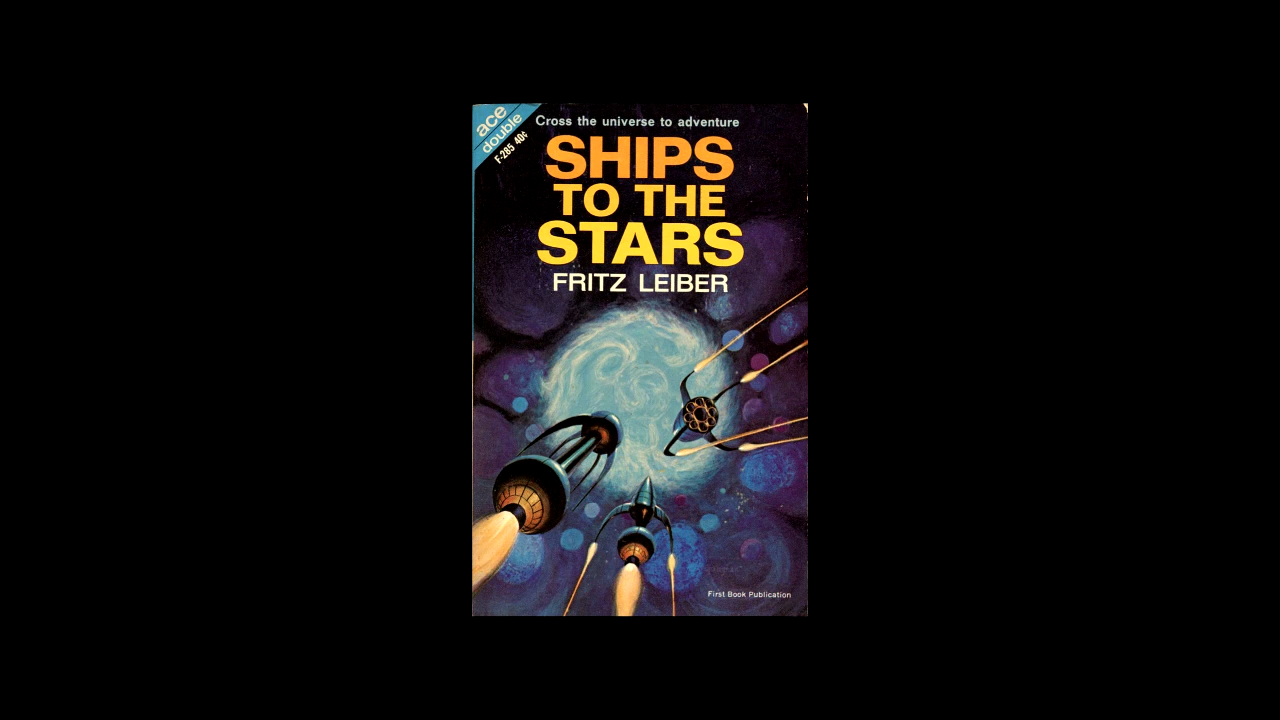 ace
double
F-285 40¢
Cross the universe to adventure
SHIPS
TO THE
STARS
FRITZ LEIBER
First Book Publication